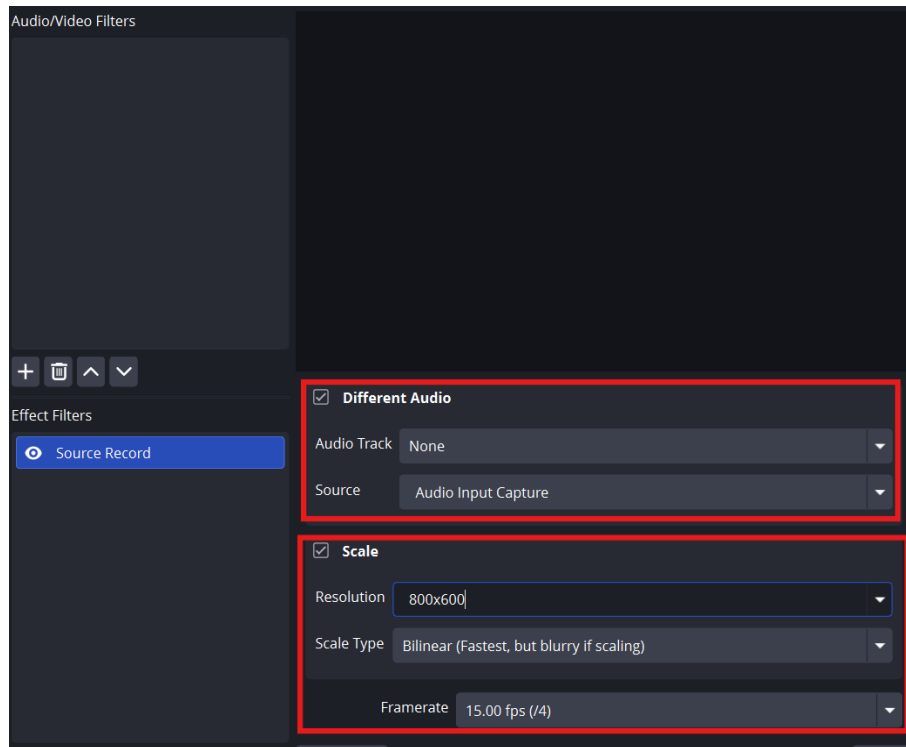 Audio/Video Filters
Effect Filters
Source Record
Different Audio
Audio Track None
Source Audio Input Capture
Scale
Resolution 800x600
Scale Type Bilinear (Fastest, but blurry if scaling)
Framerate 15.00 fps (/4)